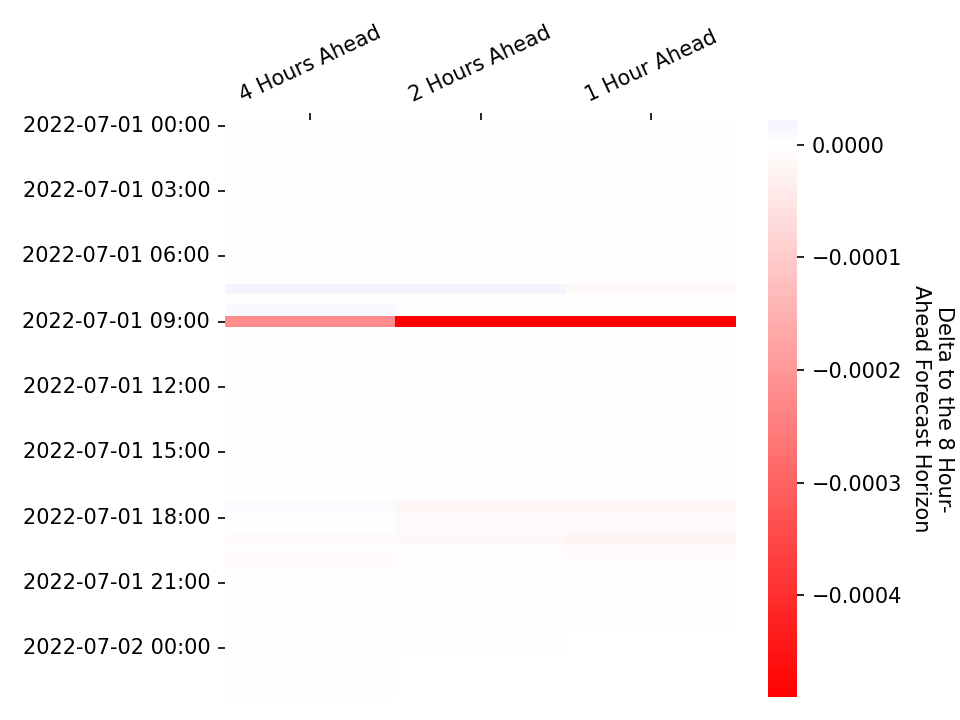 4 Hours Ahead
2 Hours Ahead
1 Hour Ahead
2022-07-01 00:00
2022-07-01 03:00
2022-07-01 06:00
2022-07-01 09:00
2022-07-01 12:00
2022-07-01 15:00
2022-07-01 18:00
2022-07-01 21:00
2022-07-02 00:00
0.0000
−0.0001
−0.0002
−0.0003
−0.0004
Delta to the 8 Hour-
Ahead Forecast Horizon